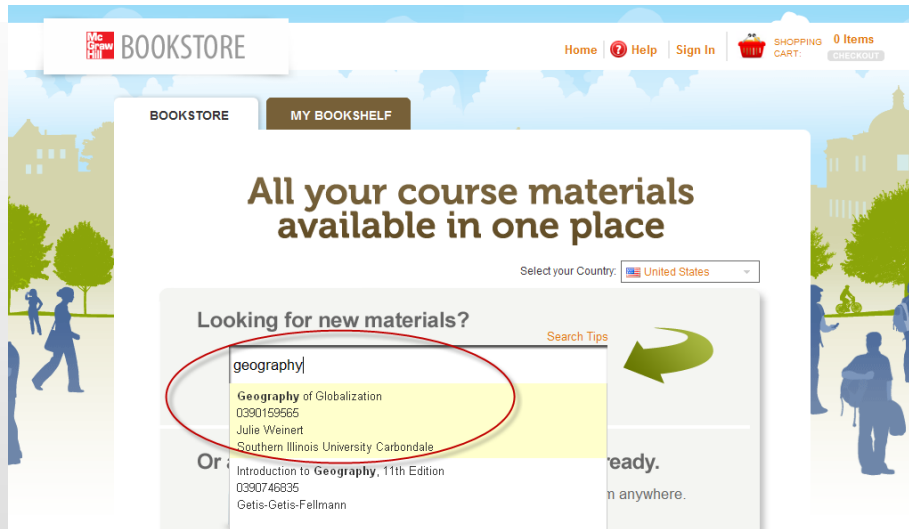 Mc
Graw
Hill
BOOKSTORE
Home Help Sign In SHOPPING CART: 0 Items CHECKOUT
BOOKSTORE MY BOOKSHELF
All your course materials
available in one place
Select your Country: United States
Looking for new materials?
Search Tips
geography
Geography of Globalization
0390159565
Julie Weinert
Southern Illinois University Carbondale
Or
eady.
Introduction to Geography, 11th Edition
0390746835
anywhere.
Getis-Getis-Fellmann